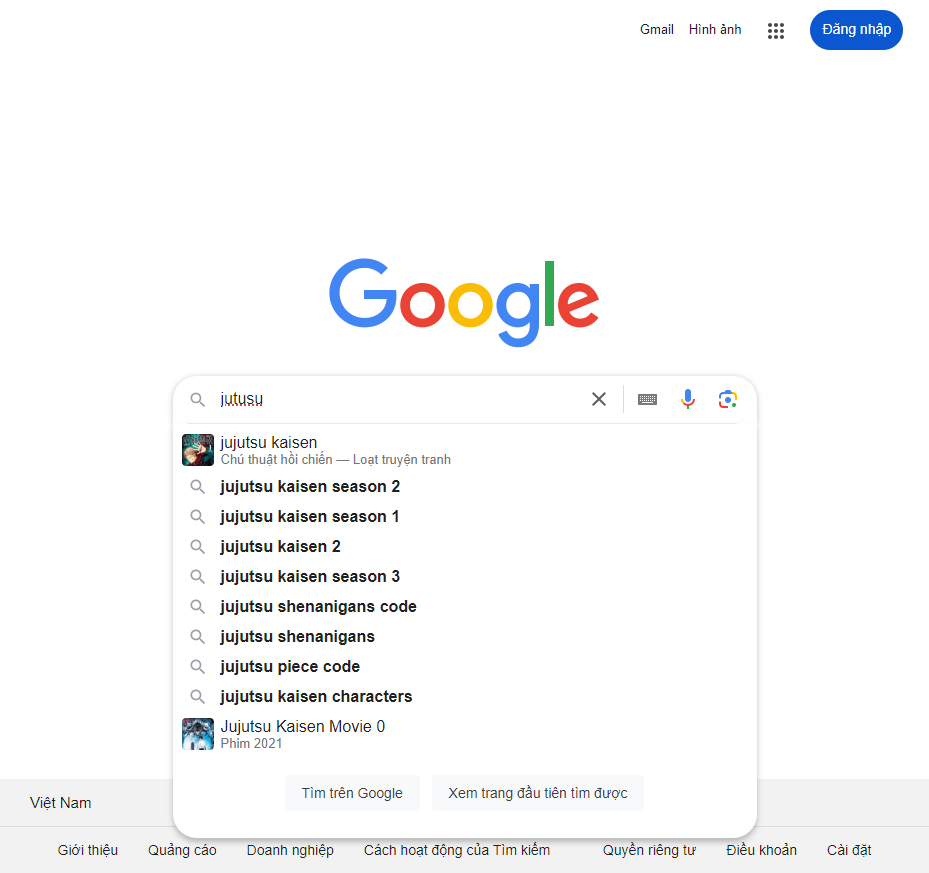 Gmail Hình ảnh Đăng nhập
Google
jutusu
jujutsu kaisen
Chú thuật hồi chiến — Loạt truyện tranh
jujutsu kaisen season 2
jujutsu kaisen season 1
jujutsu kaisen 2
jujutsu kaisen season 3
jujutsu shenanigans code
jujutsu shenanigans
jujutsu piece code
jujutsu kaisen characters
Jujutsu Kaisen Movie 0
Phim 2021
Tìm trên Google Xem trang đầu tiên tìm được
Việt Nam
Giới thiệu Quảng cáo Doanh nghiệp Cách hoạt động của Tìm kiếm Quyền riêng tư Điều khoản Cài đặt